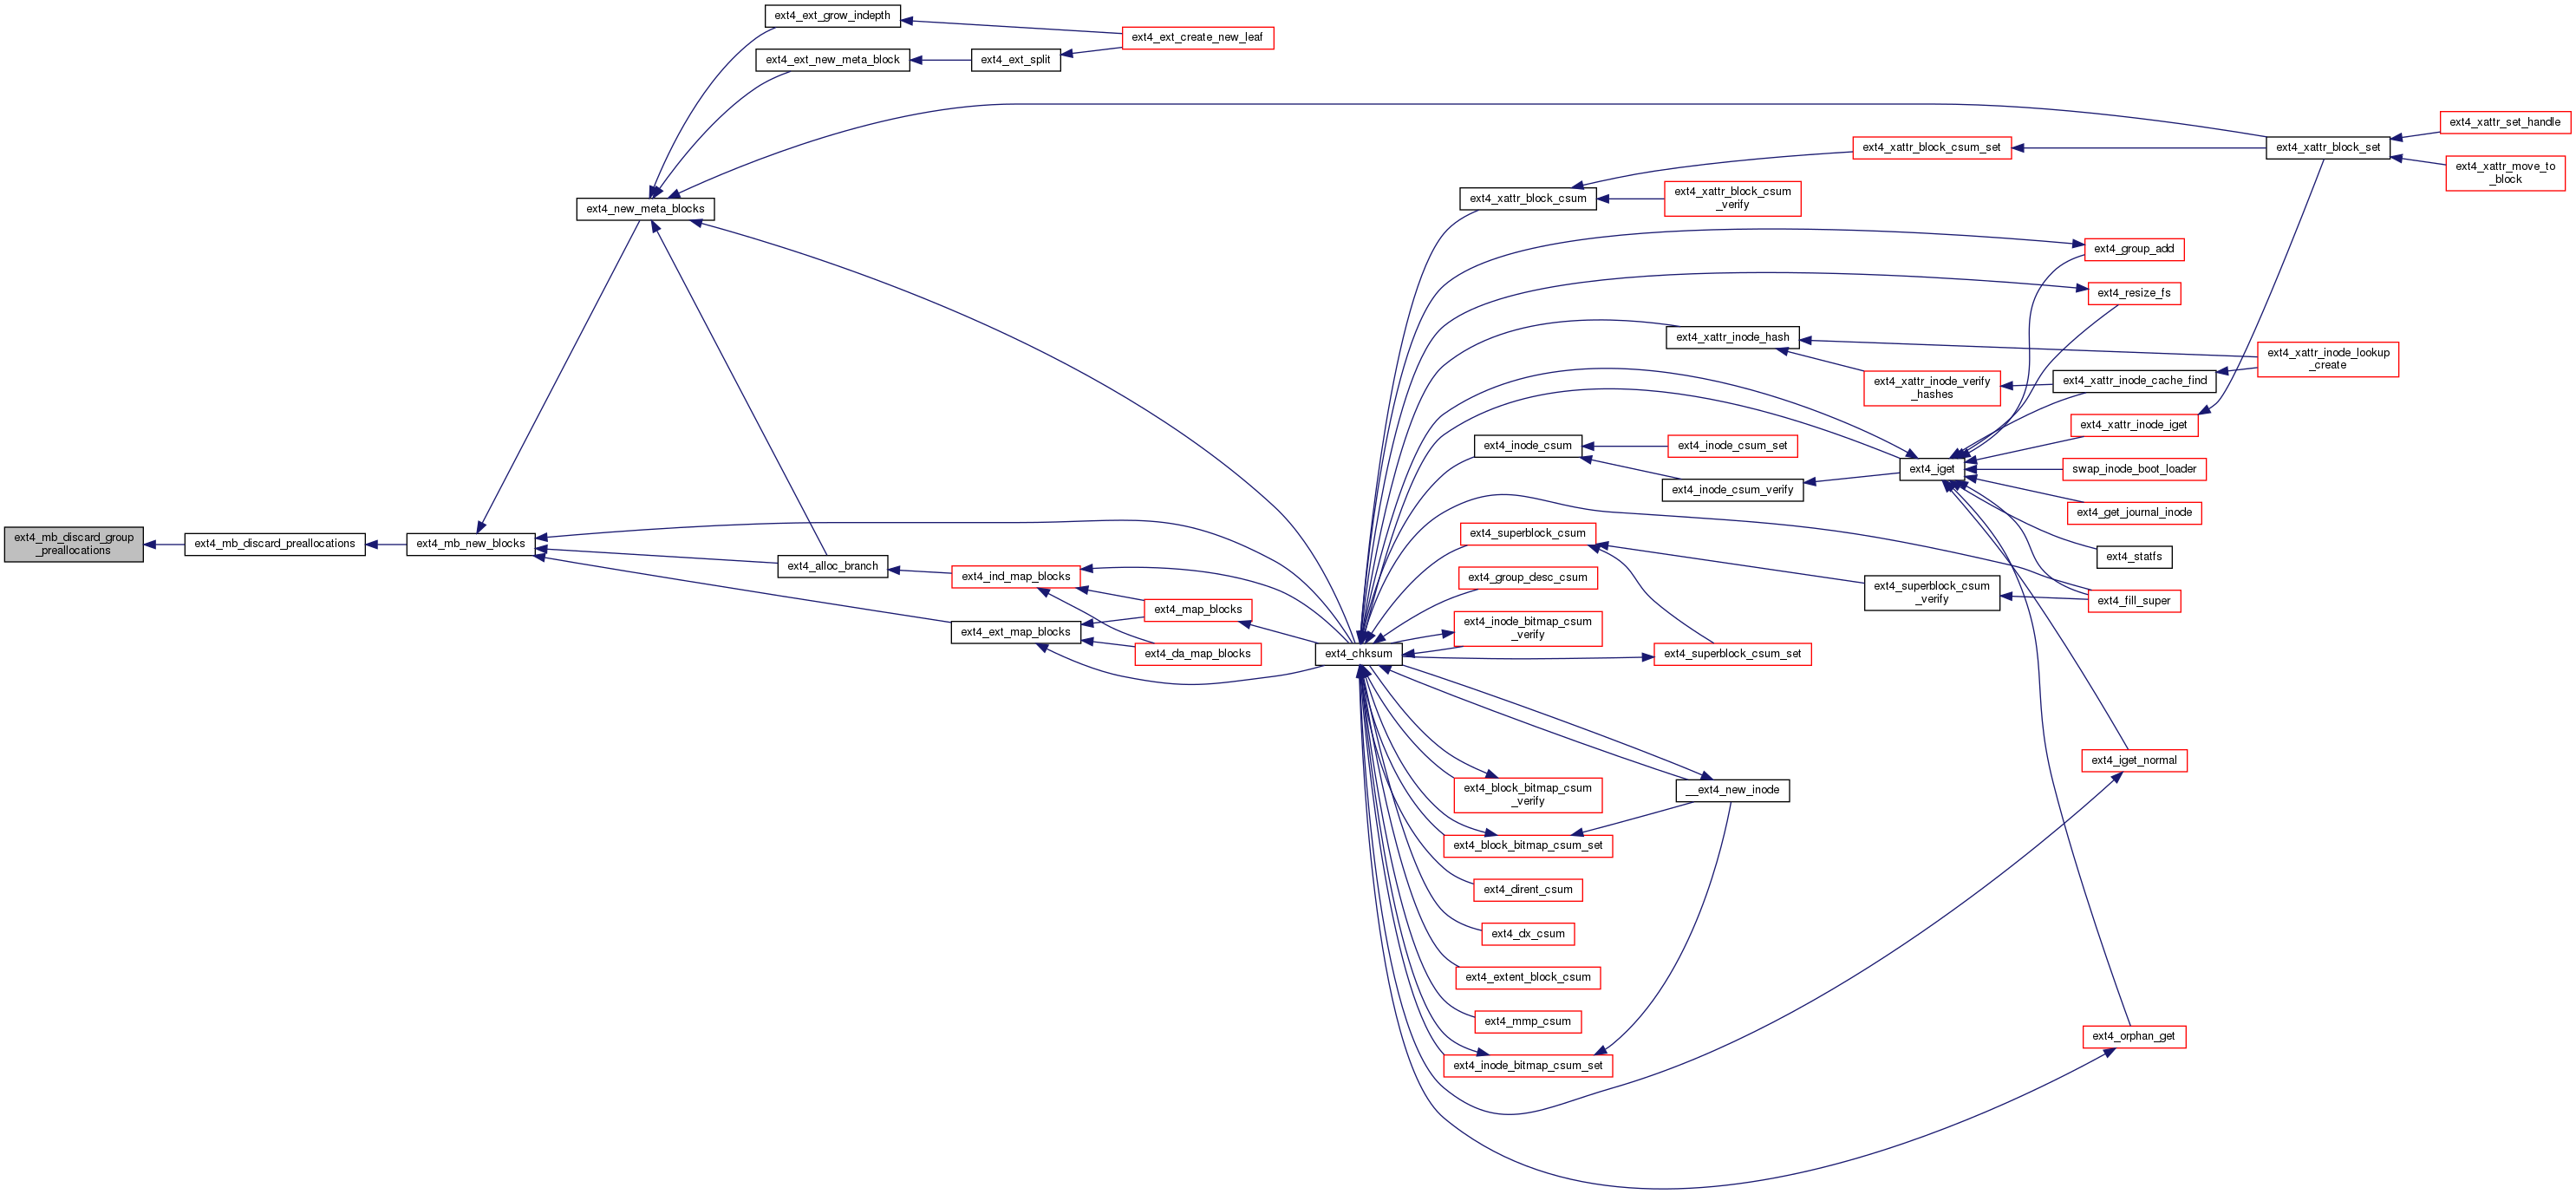 ext4_mb_discard_group
_preallocations
ext4_mb_discard_preallocations
ext4_mb_new_blocks
ext4_new_meta_blocks
ext4_ext_grow_indepth
ext4_ext_new_meta_block
ext4_ext_split
ext4_ext_create_new_leaf
ext4_alloc_branch
ext4_ind_map_blocks
ext4_ext_map_blocks
ext4_map_blocks
ext4_da_map_blocks
ext4_chksum
ext4_xattr_block_csum
ext4_xattr_block_csum_set
ext4_xattr_block_csum
_verify
ext4_xattr_block_set
ext4_xattr_set_handle
ext4_xattr_move_to
_block
ext4_group_add
ext4_resize_fs
ext4_xattr_inode_hash
ext4_xattr_inode_verify
_hashes
ext4_xattr_inode_cache_find
ext4_xattr_inode_lookup
_create
ext4_xattr_inode_iget
ext4_inode_csum
ext4_inode_csum_set
ext4_inode_csum_verify
ext4_iget
swap_inode_boot_loader
ext4_get_journal_inode
ext4_statfs
ext4_superblock_csum
ext4_superblock_csum
_verify
ext4_fill_super
ext4_group_desc_csum
ext4_inode_bitmap_csum
_verify
ext4_superblock_csum_set
ext4_block_bitmap_csum
_verify
__ext4_new_inode
ext4_iget_normal
ext4_block_bitmap_csum_set
ext4_dirent_csum
ext4_dx_csum
ext4_extent_block_csum
ext4_mmp_csum
ext4_inode_bitmap_csum_set
ext4_orphan_get